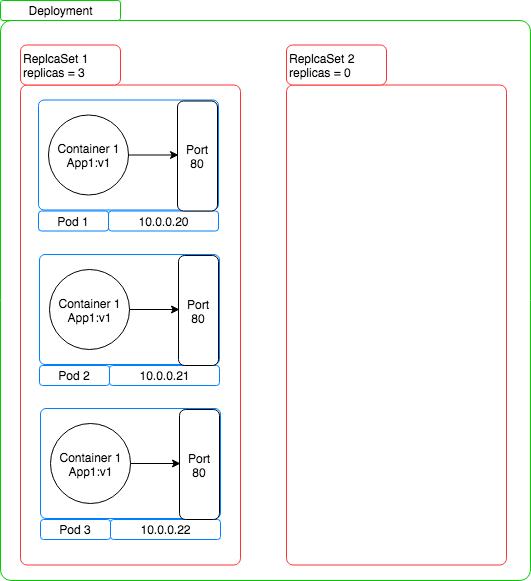 Deployment
ReplcaSet 1
replicas = 3
ReplcaSet 2
replicas = 0
Container 1
App1:v1
Port
80
Pod 1
10.0.0.20
Container 1
App1:v1
Port
80
Pod 2
10.0.0.21
Container 1
App1:v1
Port
80
Pod 3
10.0.0.22